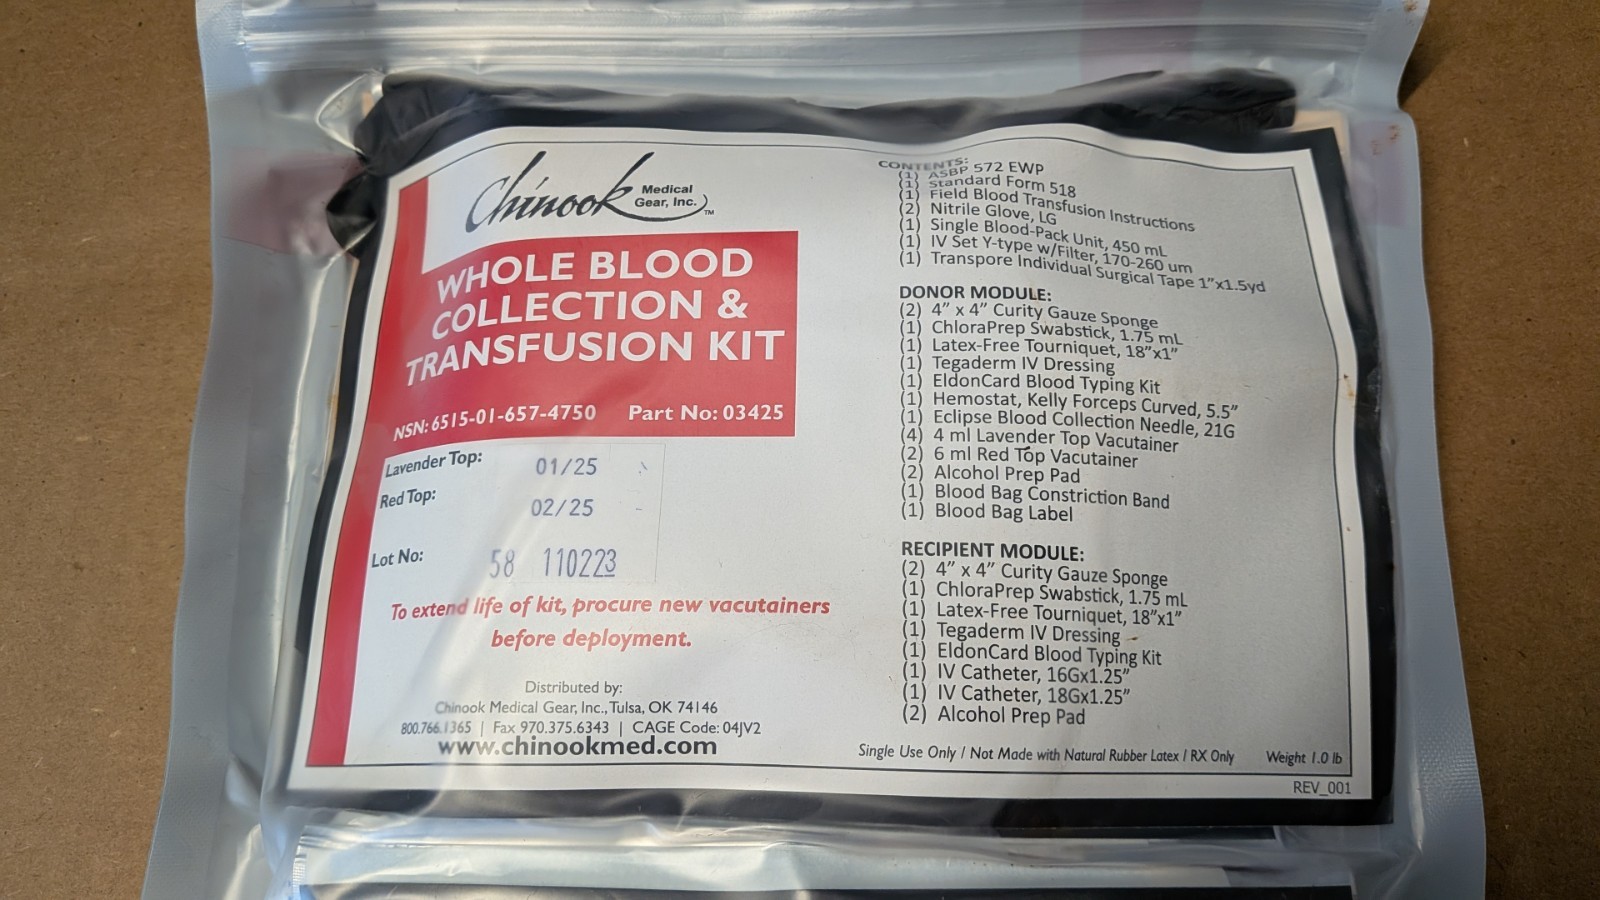 Chinook Medical Gear, Inc.™
WHOLE BLOOD
COLLECTION &
TRANSFUSION KIT
NSN: 6515-01-657-4750 Part No: 03425
Lavender Top: 01/25
Red Top: 02/25
Lot No: 58 110223
To extend life of kit, procure new vacutainers
before deployment.
Distributed by:
Chinook Medical Gear, Inc., Tulsa, OK 74146
800.766.1365 | Fax 970.375.6343 | CAGE Code: 04JV2
www.chinookmed.com
CONTENTS:
(1) ASBP 572 EWP
(1) Standard Form 518
(1) Field Blood Transfusion Instructions
(2) Nitrile Glove, LG
(1) Single Blood-Pack Unit, 450 mL
(1) IV Set Y-type w/Filter, 170-260 um
(1) Transpore Individual Surgical Tape 1"x1.5yd
DONOR MODULE:
(2) 4" x 4" Curity Gauze Sponge
(1) ChloraPrep Swabstick, 1.75 mL
(1) Latex-Free Tourniquet, 18"x1"
(1) Tegaderm IV Dressing
(1) EldonCard Blood Typing Kit
(1) Hemostat, Kelly Forceps Curved, 5.5"
(1) Eclipse Blood Collection Needle, 21G
(4) 4 ml Lavender Top Vacutainer
(2) 6 ml Red Top Vacutainer
(2) Alcohol Prep Pad
(1) Blood Bag Constriction Band
(1) Blood Bag Label
RECIPIENT MODULE:
(2) 4" x 4" Curity Gauze Sponge
(1) ChloraPrep Swabstick, 1.75 mL
(1) Latex-Free Tourniquet, 18"x1"
(1) Tegaderm IV Dressing
(1) EldonCard Blood Typing Kit
(1) IV Catheter, 16Gx1.25"
(1) IV Catheter, 18Gx1.25"
(2) Alcohol Prep Pad
Single Use Only / Not Made with Natural Rubber Latex / RX Only Weight 1.0 lb
REV_001